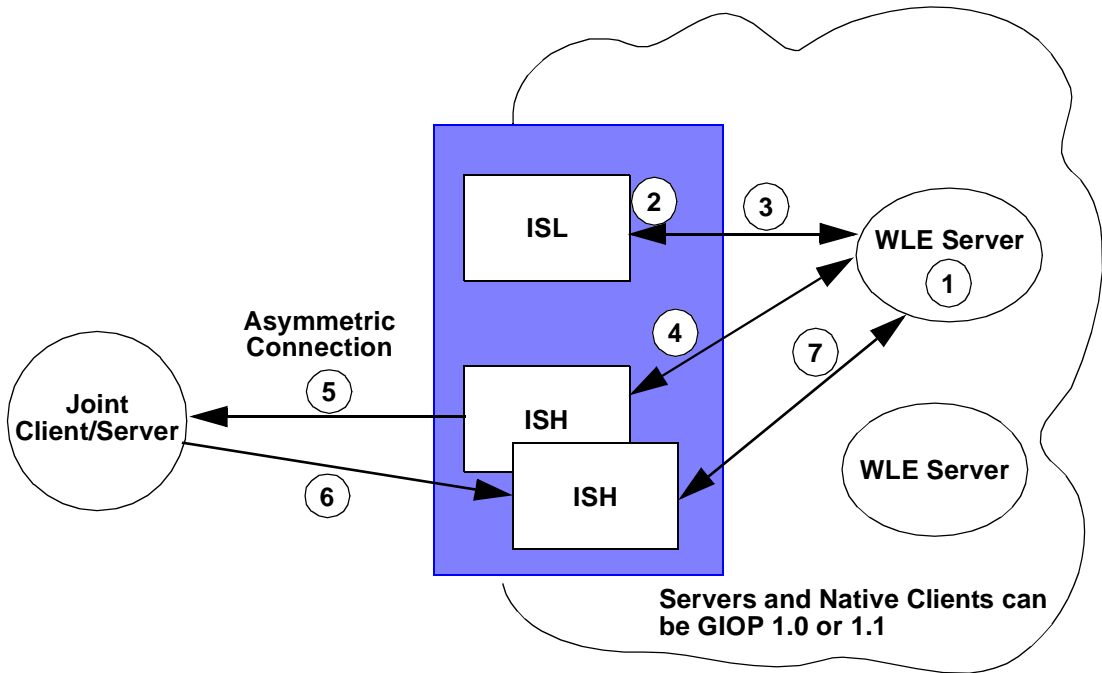 ISL
2
3
WLE Server
1
Asymmetric
Connection
4
7
5
Joint
Client/Server
ISH
6
ISH
WLE Server
Servers and Native Clients can
be GIOP 1.0 or 1.1